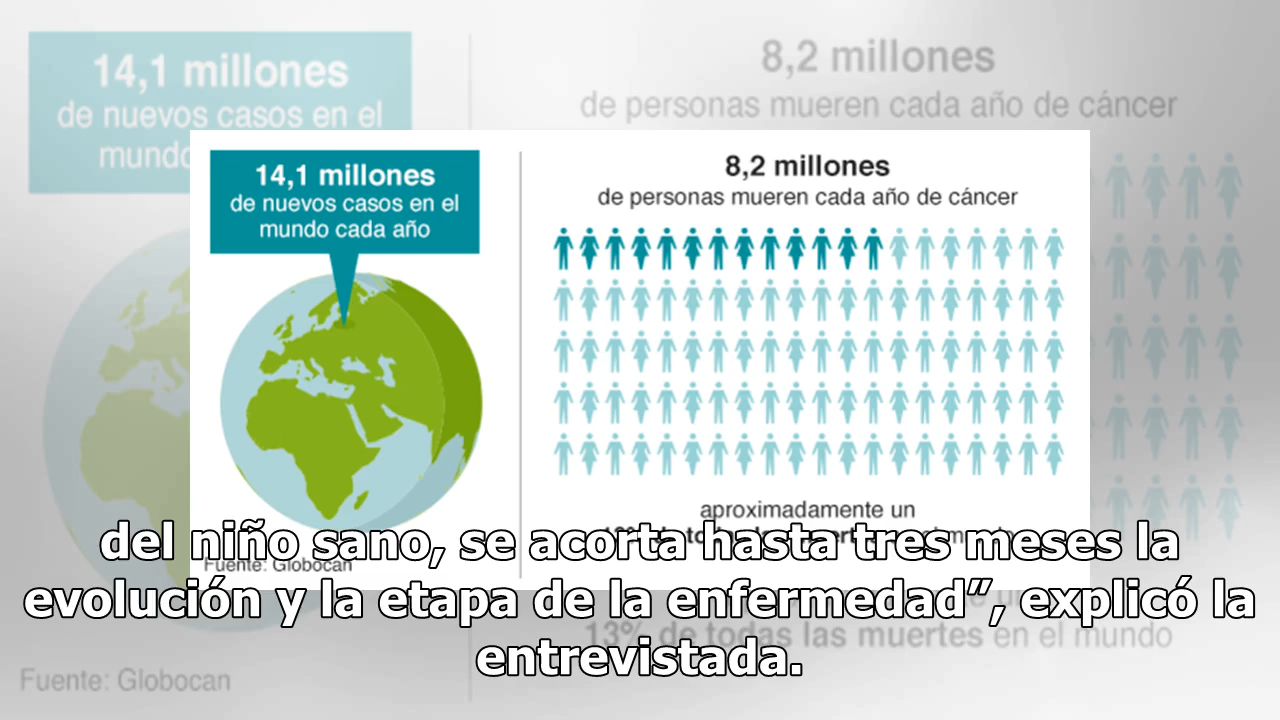 14,1 millones
de nuevos casos en el
mundo
8,2 millones
de personas mueren cada año de cáncer
14,1 millones
de nuevos casos en el
mundo cada año
8,2 millones
de personas mueren cada año de cáncer
aproximadamente un
Fuente: Globocan
del niño sano, se acorta hasta tres meses la
evolución y la etapa de la enfermedad”, explicó la
entrevistada.
13% de todas las muertes en el mundo
Fuente: Globocan